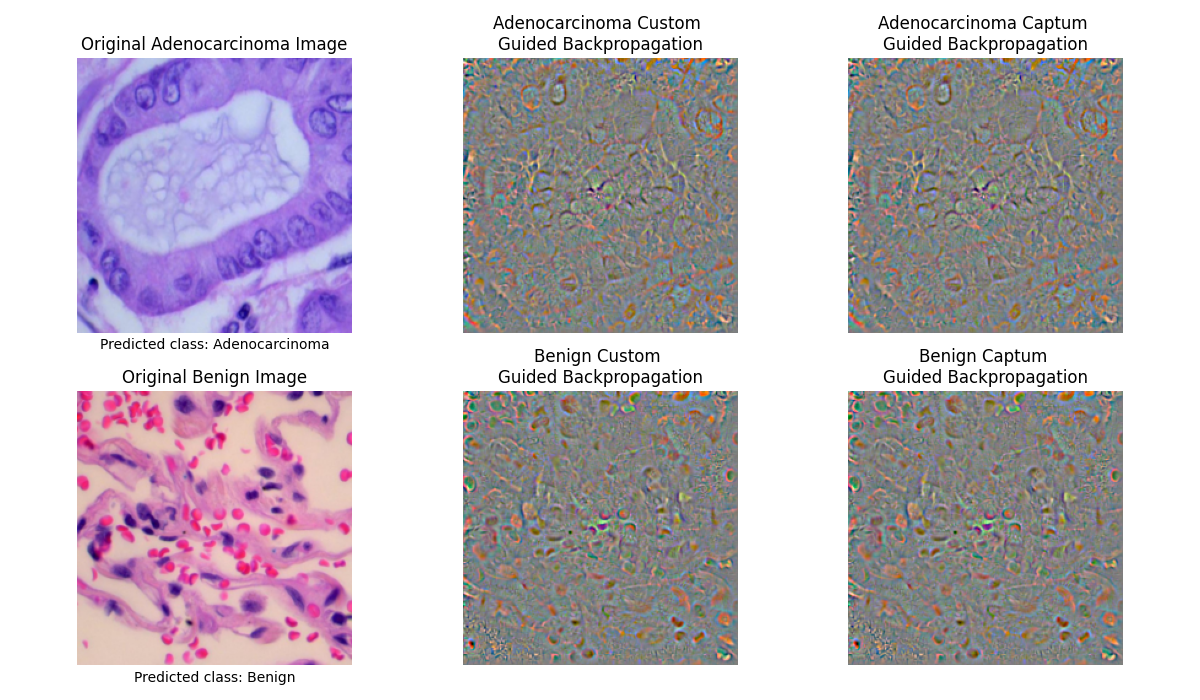 Original Adenocarcinoma Image
Adenocarcinoma Custom
Guided Backpropagation
Adenocarcinoma Captum
Guided Backpropagation
Predicted class: Adenocarcinoma
Original Benign Image
Benign Custom
Guided Backpropagation
Benign Captum
Guided Backpropagation
Predicted class: Benign